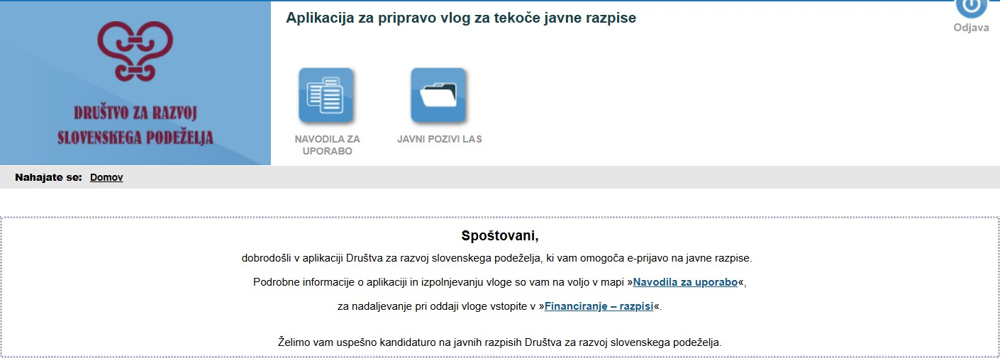 Aplikacija za pripravo vlog za tekoče javne razpise
Odjava
DRUŠTVO ZA RAZVOJ
SLOVENSKEGA PODEŽELJA
NAVODILA ZA
UPORABO
JAVNI POZIVI LAS
Nahajate se: Domov
Spoštovani,
dobrodošli v aplikaciji Društva za razvoj slovenskega podeželja, ki vam omogoča e-prijavo na javne razpise.
Podrobne informacije o aplikaciji in izpolnjevanju vloge so vam na voljo v mapi »Navodila za uporabo«,
za nadaljevanje pri oddaji vloge vstopite v »Financiranje – razpisi«.
Želimo vam uspešno kandidaturo na javnih razpisih Društva za razvoj slovenskega podeželja.